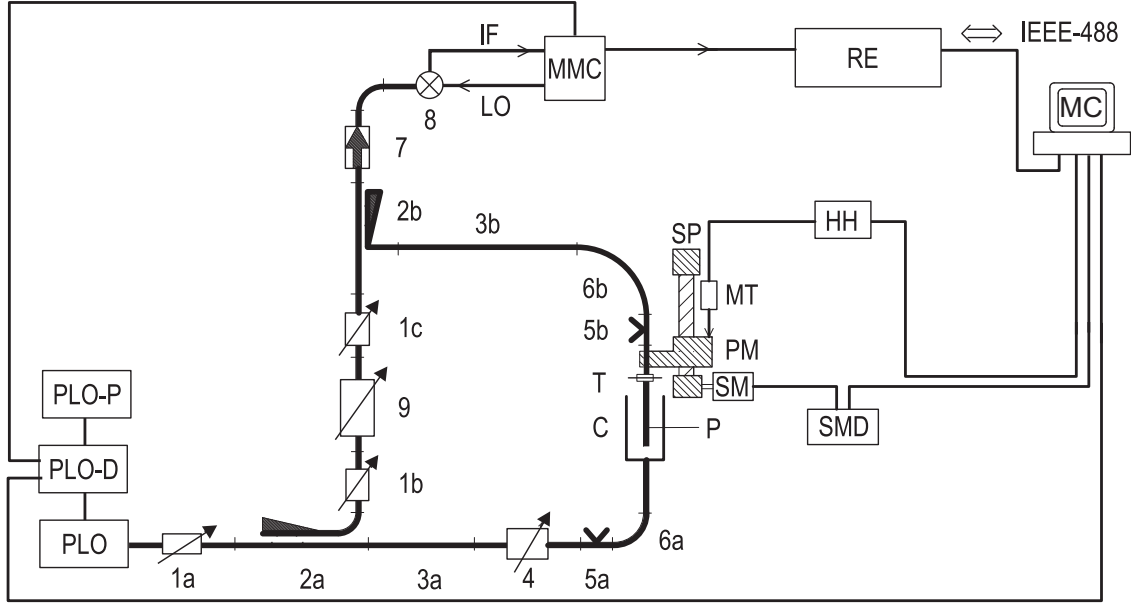 IF
LO
MMC
RE
IEEE-488
MC
8
7
2b
3b
SP
HH
6b
MT
1c
5b
PM
T
SM
PLO-P
9
C
P
SMD
PLO-D
1b
PLO
6a
1a
2a
3a
4
5a